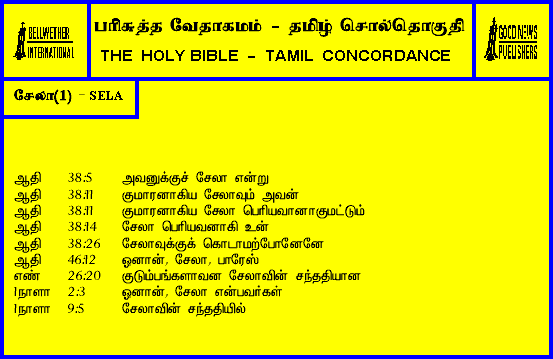 BELLWETHER
INTERNATIONAL
பரிசுத்த வேதாகமம் - தமிழ் சொல்தொகுதி
THE HOLY BIBLE - TAMIL CONCORDANCE
GOOD NEWS
PUBLISHERS
சேலா(1) - SELA
ஆதி 38:5 அவனுக்குச் சேலா என்று
ஆதி 38:11 குமாரனாகிய சேலாவும் அவன்
ஆதி 38:11 குமாரனாகிய சேலா பெரியவானாகுமட்டும்
ஆதி 38:14 சேலா பெரியவனாகி உன்
ஆதி 38:26 சேலாவுக்குக் கொடாமற்போனேனே
ஆதி 46:12 ஓனான், சேலா, பாரேஸ்
எண் 26:20 குடும்பங்களாவன சேலாவின் சந்ததியான
1நாளா 2:3 ஓனான், சேலா என்பவர்கள்
1நாளா 9:5 சேலாவின் சந்ததியில்